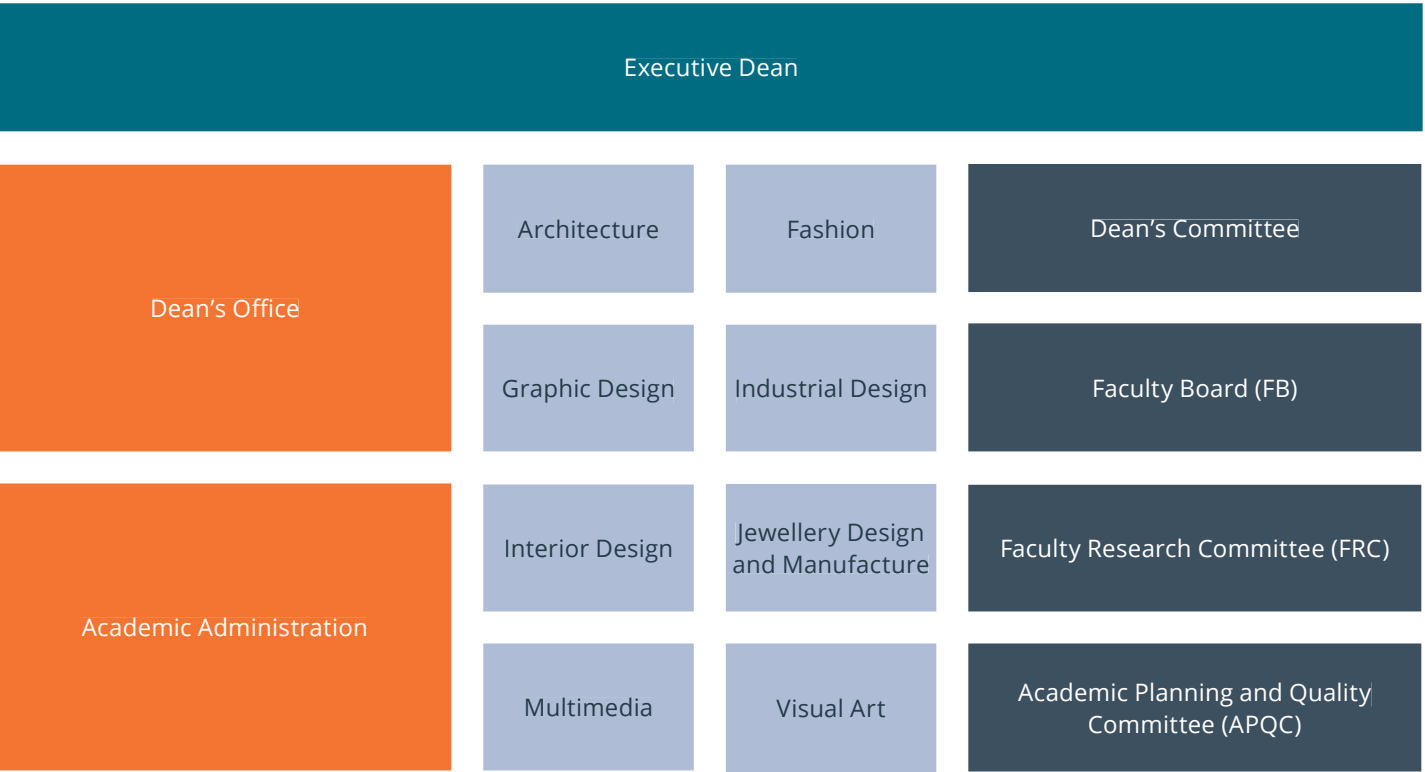 Executive Dean
Dean’s Office
Academic Administration
Architecture
Fashion
Graphic Design
Industrial Design
Interior Design
Jewellery Design
and Manufacture
Multimedia
Visual Art
Dean’s Committee
Faculty Board (FB)
Faculty Research Committee (FRC)
Academic Planning and Quality
Committee (APQC)